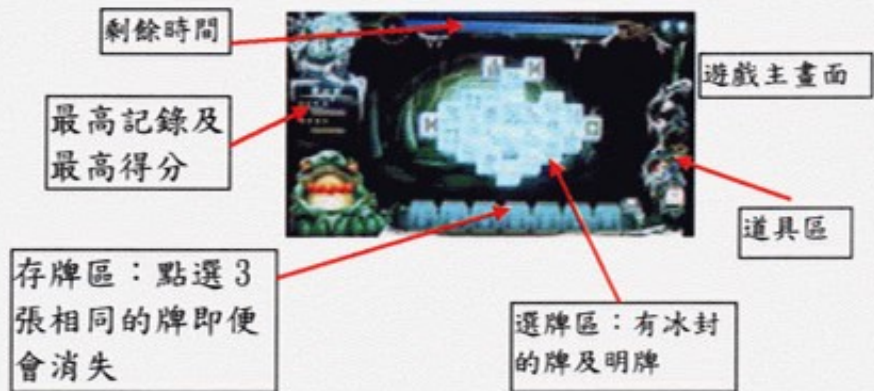 剩餘時間
遊戲主畫面
最高記錄及
最高得分
道具區
存牌區：點選3
張相同的牌即便
會消失
選牌區：有冰封
的牌及明牌